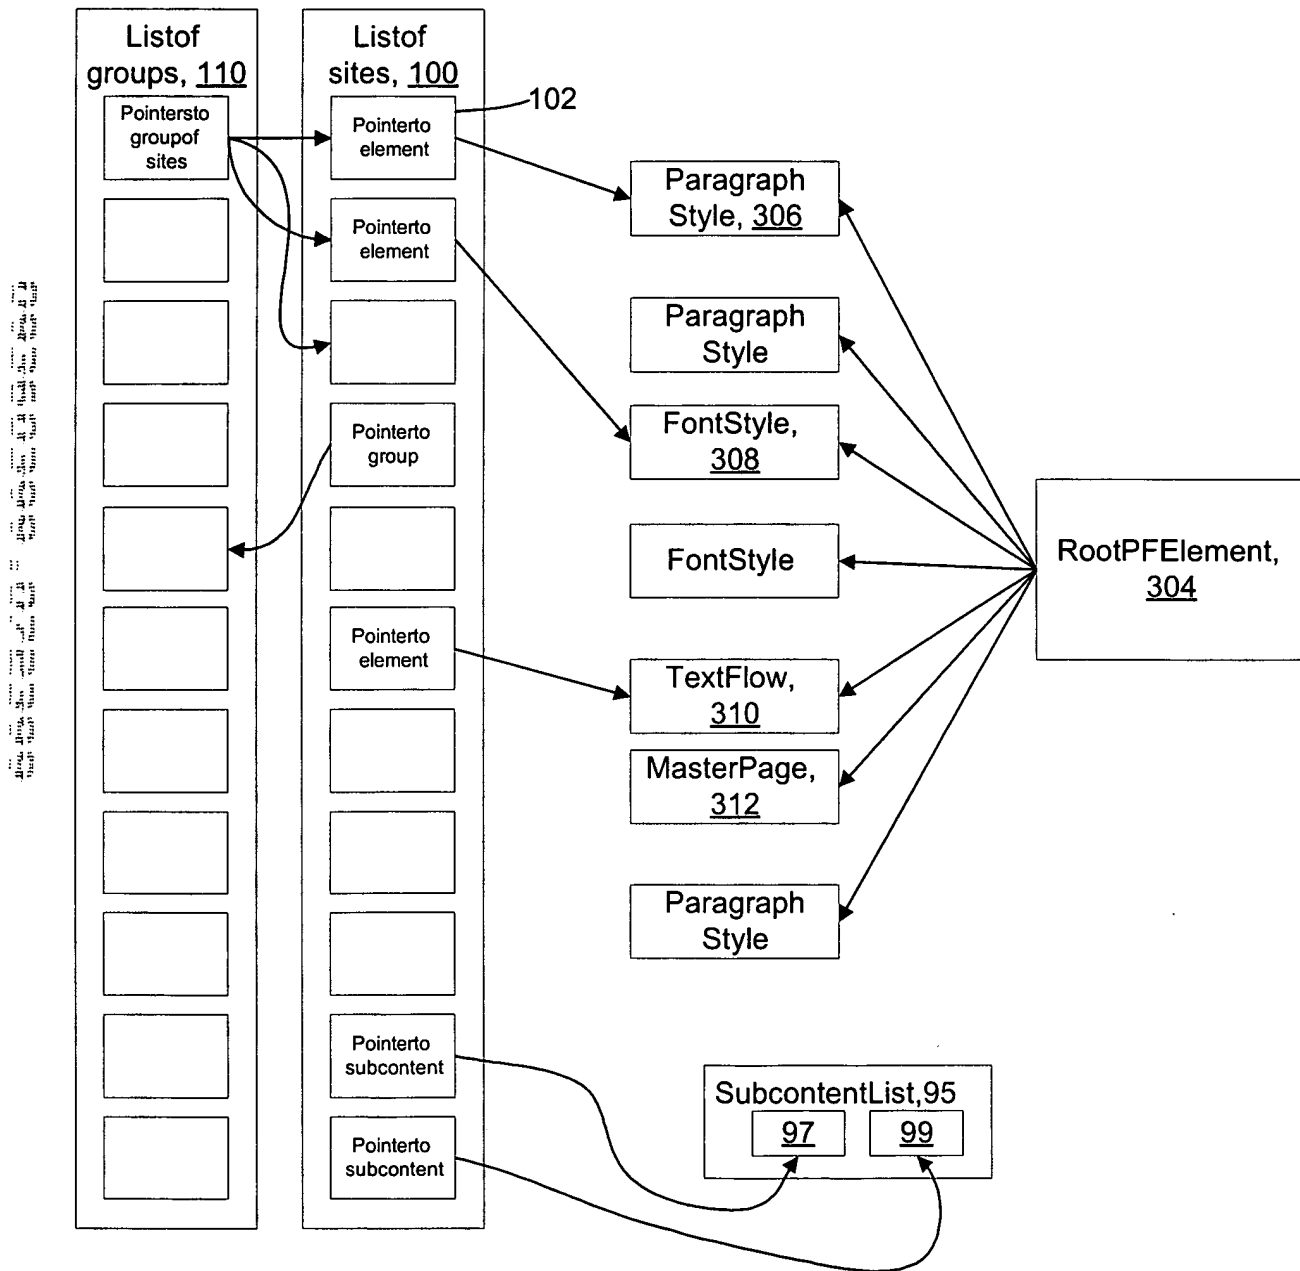 Listof
groups, 110
Pointersto
groupof
sites
Listof
sites, 100
Pointerto
element
102
Pointerto
element
Pointerto
group
Pointerto
element
Pointerto
subcontent
Pointerto
subcontent
Paragraph
Style, 306
Paragraph
Style
FontStyle,
308
FontStyle
TextFlow,
310
MasterPage,
312
Paragraph
Style
RootPFElement,
304
SubcontentList,95
97
99